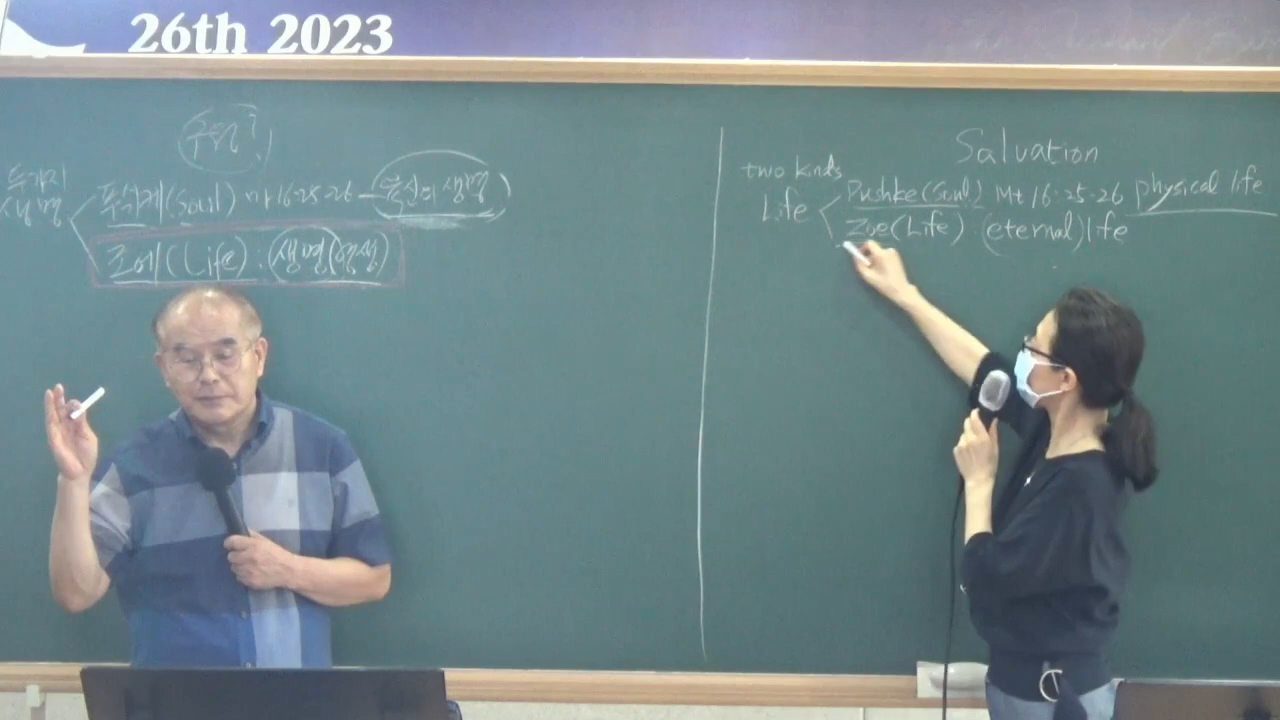 26th 2023
두가지
생명
푸쉬케(Soul) 마 16·25·26 - 육신의 생명
조에(Life) : 생명(영생)
Salvation
two kinds
Life
Pushke(Soul) Mt 16·25·26 physical life
Zoe(Life) : (eternal)life